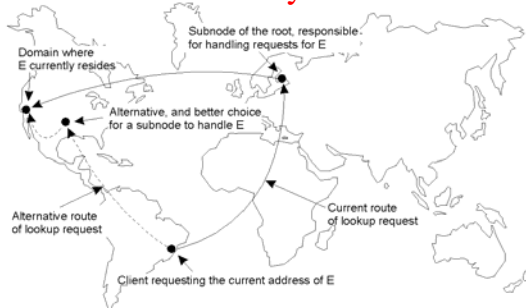 Subnode of the root, responsible
for handling requests for E
Domain where
E currently resides
Alternative, and better choice
for a subnode to handle E
Alternative route
of lookup request
Current route
of lookup request
Client requesting the current address of E